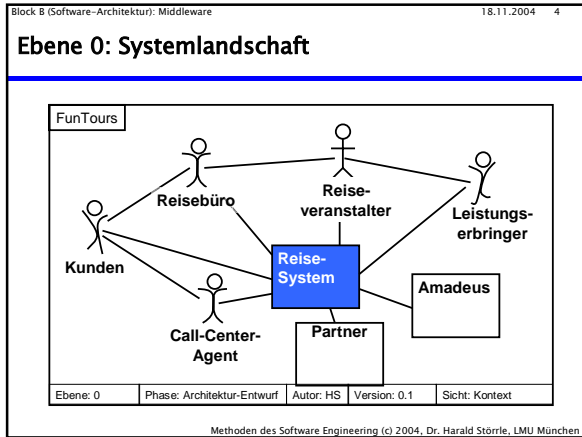 Block B (Software-Architektur): Middleware 18.11.2004 4
Ebene 0: Systemlandschaft
FunTours
Reisebüro
Reise-
veranstalter
Leistungs-
erbringer
Kunden
Reise-
System
Amadeus
Call-Center-
Agent
Partner
Ebene: 0 Phase: Architektur-Entwurf Autor: HS Version: 0.1 Sicht: Kontext
Methoden des Software Engineering (c) 2004, Dr. Harald Störrle, LMU München